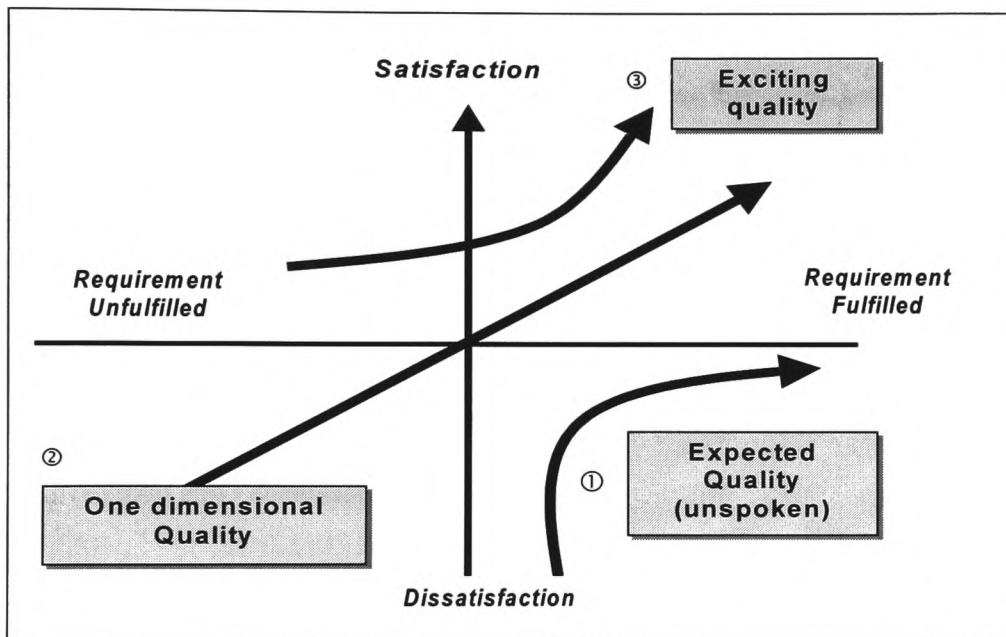 Satisfaction
③
Exciting
quality
Requirement
Unfulfilled
Requirement
Fulfilled
②
One dimensional
Quality
①
Expected
Quality
(unspoken)
Dissatisfaction